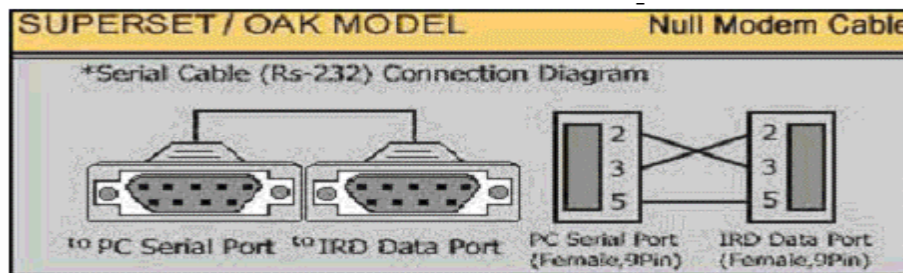 SUPERSET / OAK MODEL Null Modem Cable
*Serial Cable (Rs-232) Connection Diagram
2 2
3 3
5 5
to PC Serial Port to IRD Data Port
PC Serial Port IRD Data Port
(Female,9Pin) (Female,9Pin)